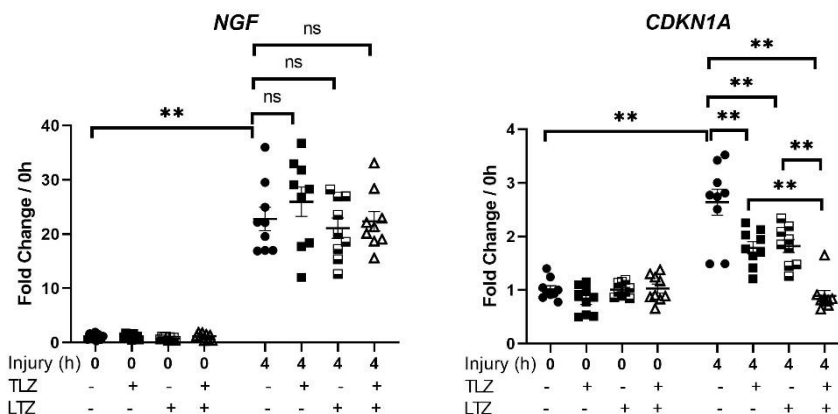 NGF
ns
ns
** ns
40
30
20
10
0
Fold Change / 0h
Injury (h) 0 0 0 0 4 4 4 4
TLZ - + - + - + - +
LTZ - - + + - - + +
CDKN1A
**
**
** ** **
**
4
3
2
1
0
Fold Change / 0h
Injury (h) 0 0 0 0 4 4 4 4
TLZ - + - + - + - +
LTZ - - + + - - + +